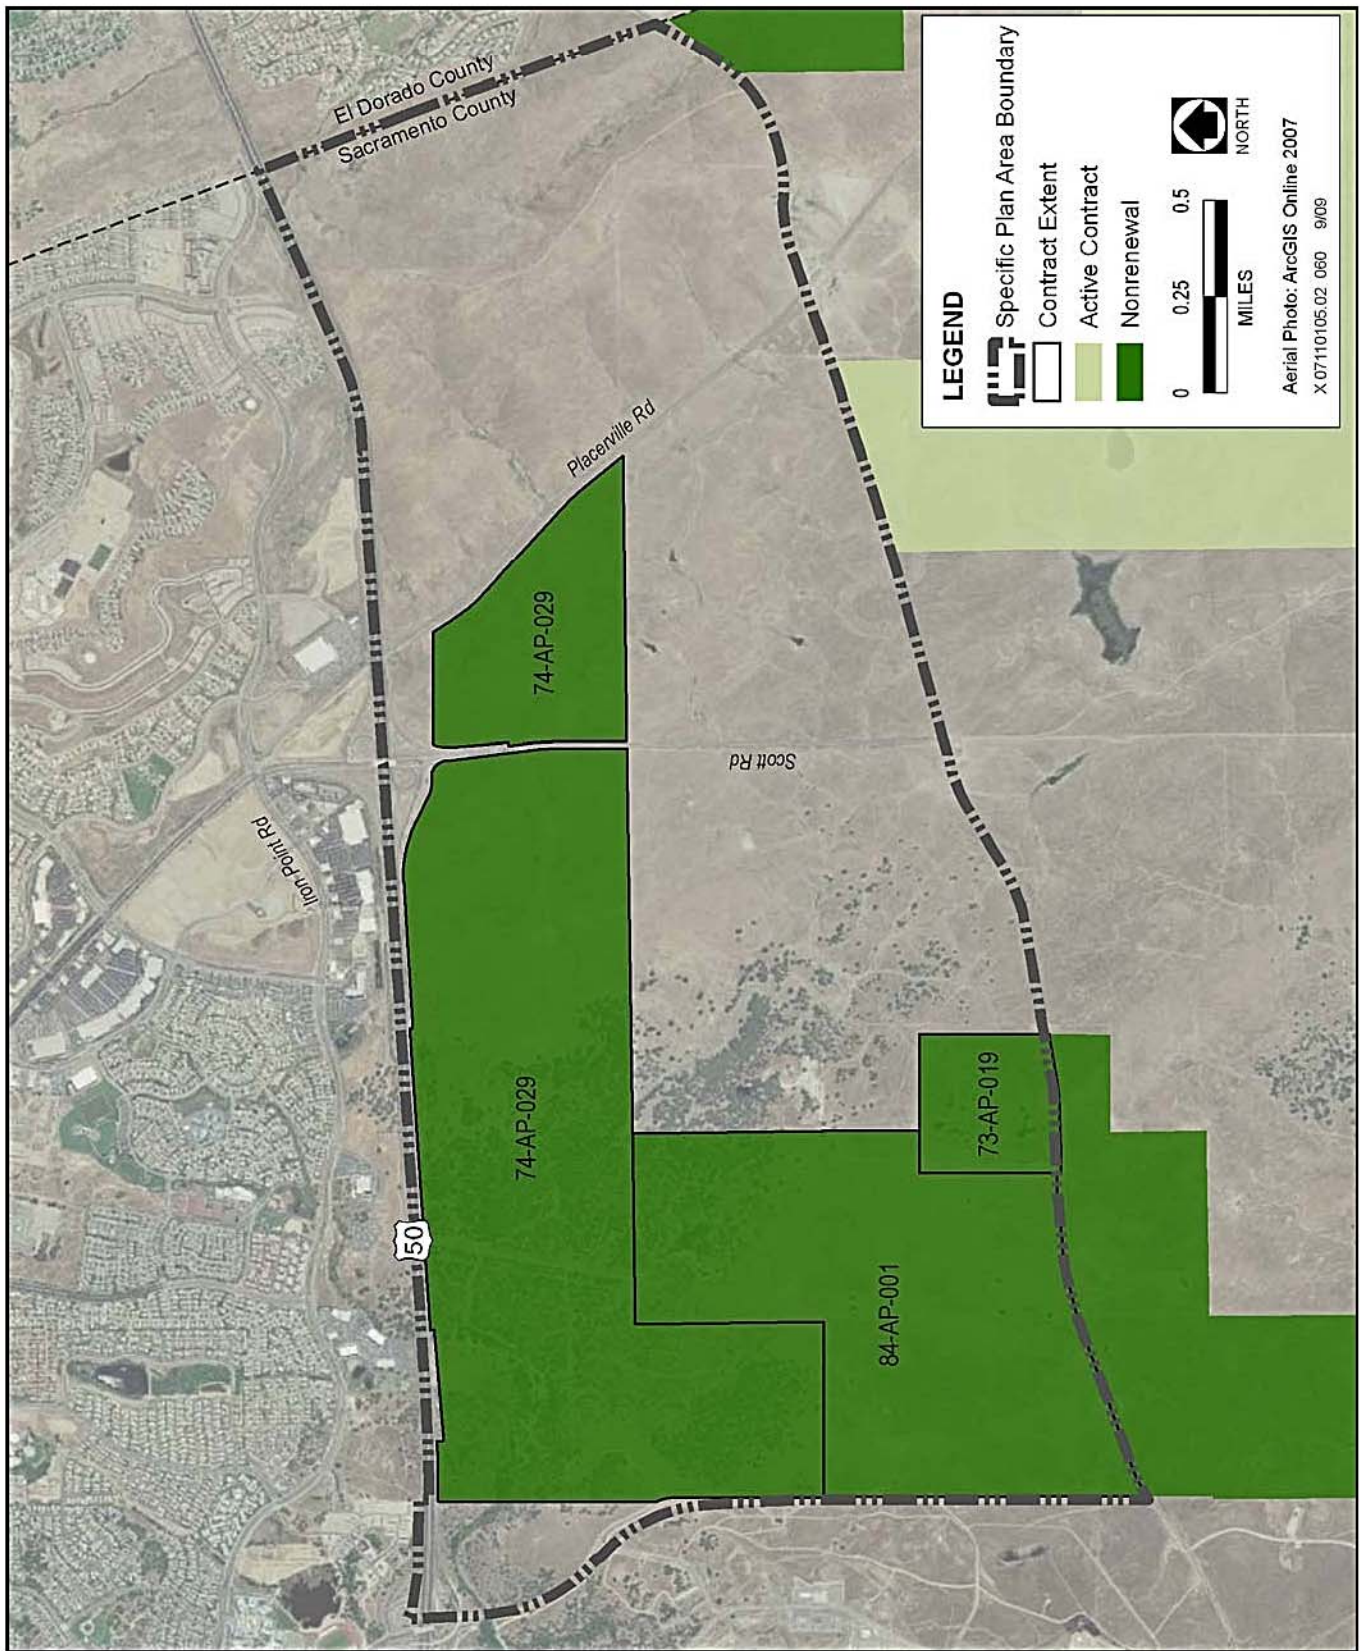 El Dorado County
Sacramento County
Iron Point Rd
50
Placerville Rd
Scott Rd
74-AP-029
74-AP-029
84-AP-001
73-AP-019
LEGEND
Specific Plan Area Boundary
Contract Extent
Active Contract
Nonrenewal
0 0.25 0.5
MILES
NORTH
Aerial Photo: ArcGIS Online 2007
X 07110105.02 060 9/09